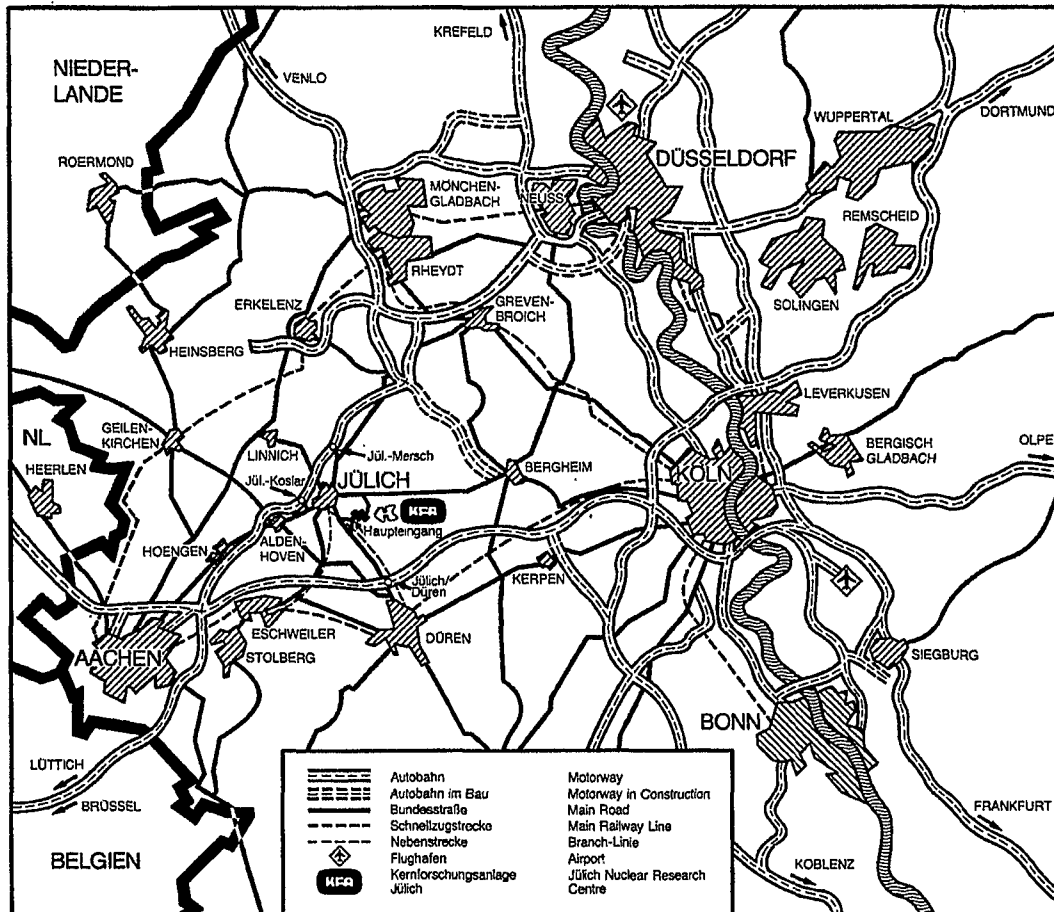 KREFELD
NIEDER-
LANDE
VENLO
DORTMUND
WUPPERTAL
DÜSSELDORF
ROERMOND
MÖNCHEN-
GLADBACH
NEUSS
REMSCHEID
RHEYDT
SOLINGEN
ERKELENZ
GREVEN-
BROICH
HEINSBERG
LEVERKUSEN
NL
GEILEN-
KIRCHEN
LINNICH
Jül.-Mersch
BERGISCH
GLADBACH
OLPE
HEERLEN
Jül.-Koslar
JÜLICH
BERGHEIM
KÖLN
KFA
Haupteingang
HOENGEN
ALDEN-
HOVEN
KERPEN
Jülich/
Düren
ESCHWEILER
DÜREN
AACHEN
STOLBERG
SIEGBURG
BONN
LÜTTICH
BRÜSSEL
FRANKFURT
BELGIEN
KOBLENZ
Autobahn Motorway
Autobahn im Bau Motorway in Construction
Bundesstraße Main Road
Schnellzugstrecke Main Railway Line
Nebenstrecke Branch-Linie
Flughafen Airport
KFA Kernforschungsanlage Jülich Nuclear Research
Jülich Centre